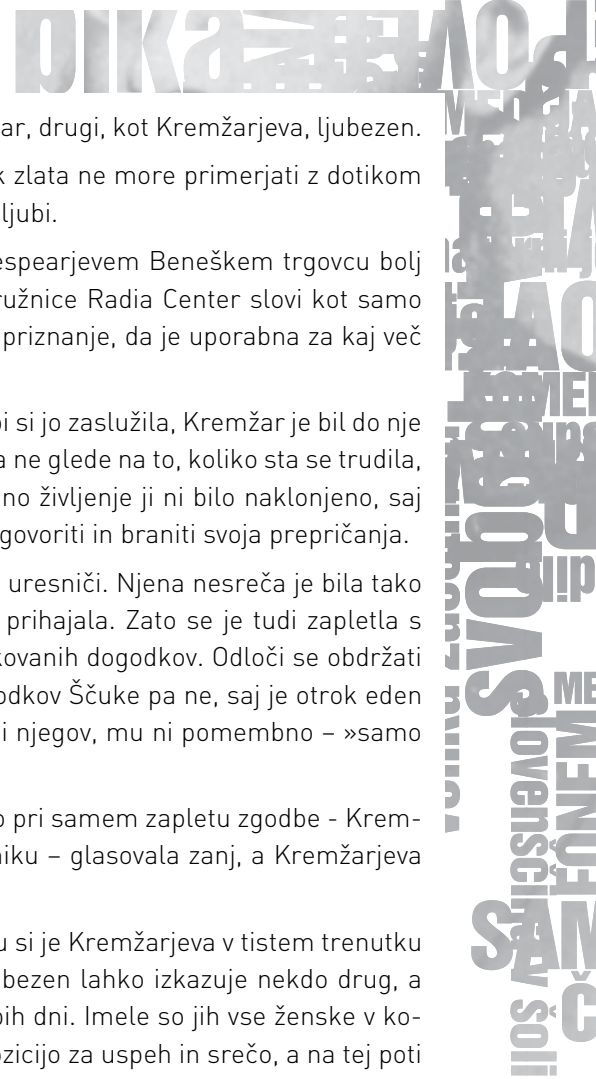 pika
ar, drugi, kot Kremžarjeva, ljubezen.
k zlata ne more primerjati z dotikom
ljubi.
espearjevem Beneškem trgovcu bolj
ružnice Radia Center slovi kot samo
priznanje, da je uporabna za kaj več
bi si jo zaslužila, Kremžar je bil do nje
a ne glede na to, koliko sta se trudila,
no življenje ji ni bilo naklonjeno, saj
govoriti in braniti svoja prepričanja.
uresniči. Njena nesreča je bila tako
prihajala. Zato se je tudi zapletla s
kovanih dogodkov. Odloči se obdržati
odkov Ščuke pa ne, saj je otrok eden
i njegov, mu ni pomembno – »samo
o pri samem zapletu zgodbe - Krem-
niku – glasovala zanj, a Kremžarjeva
u si je Kremžarjeva v tistem trenutku
bezen lahko izkazuje nekdo drug, a
bih dni. Imele so jih vse ženske v ko-
ozicijo za uspeh in srečo, a na tej poti
slovenščina v šoli
FONEM
SAM